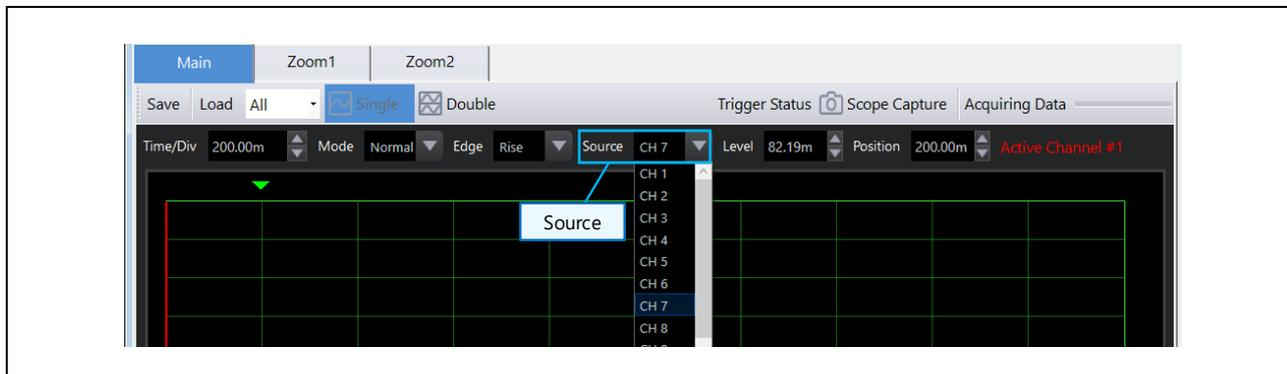 Main Zoom1 Zoom2
Save Load All Single Double Trigger Status Scope Capture Acquiring Data
Time/Div 200.00m Mode Normal Edge Rise Source CH 7 Level 82.19m Position 200.00m Active Channel #1
CH 1
CH 2
Source
CH 3
CH 4
CH 5
CH 6
CH 7
CH 8